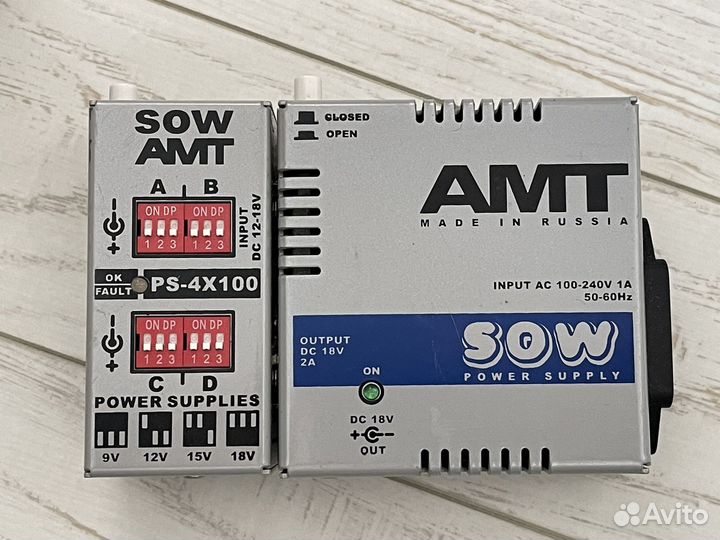 SOW
AMT
A B
ON DP ON DP
1 2 3 1 2 3
INPUT
DC 12-18V
OK
FAULT
PS-4X100
ON DP ON DP
1 2 3 1 2 3
C D
POWER SUPPLIES
9V 12V 15V 18V
CLOSED
OPEN
AMT
MADE IN RUSSIA
INPUT AC 100-240V 1A
50-60Hz
OUTPUT
DC 18V
2A
ON
SOW
POWER SUPPLY
DC 18V
OUT
Avito